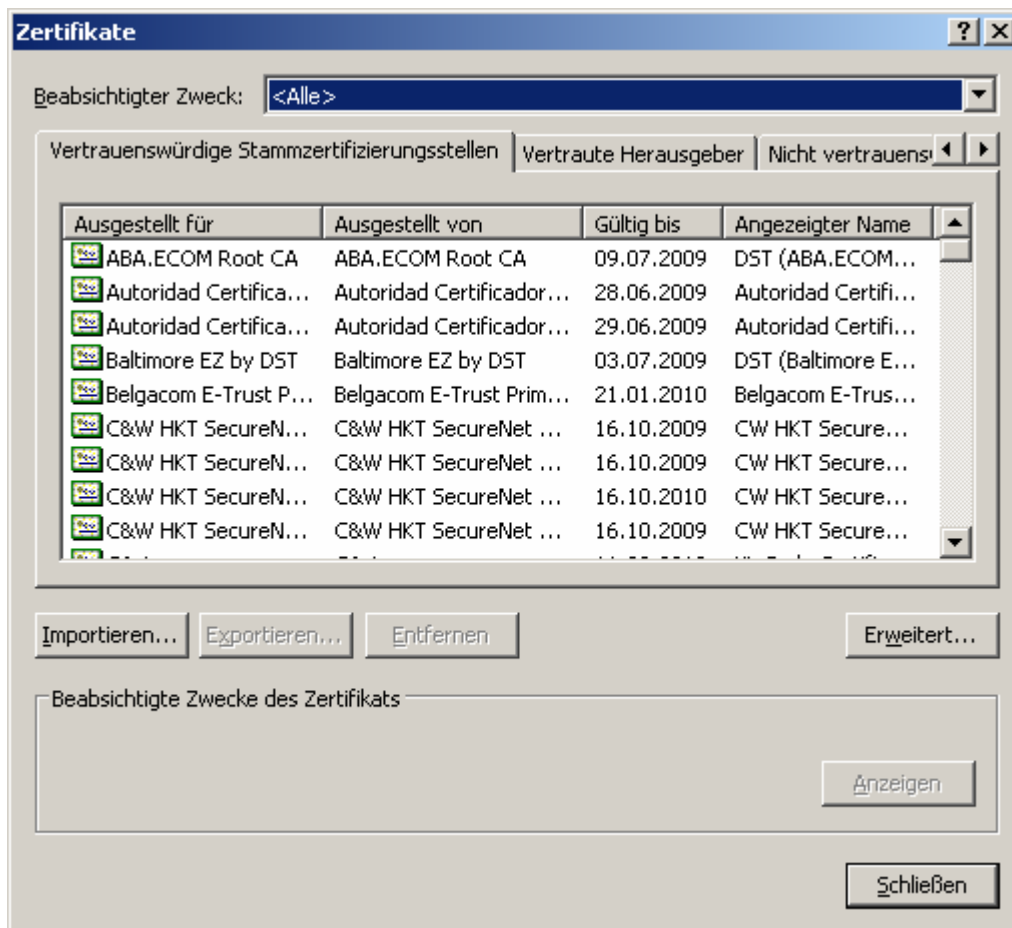 Zertifikate
Beabsichtigter Zweck: <Alle>
Vertrauenswürdige Stammzertifizierungsstellen Vertraute Herausgeber Nicht
Ausgestellt für Ausgestellt von Gültig bis Angezeigter Name
ABA.ECOM Root CA ABA.ECOM Root CA 09.07.2009 DST (ABA.ECOM...
Autoridad Certifica... Autoridad Certificador... 28.06.2009 Autoridad Certifi...
Autoridad Certifica... Autoridad Certificador... 29.06.2009 Autoridad Certifi...
Baltimore EZ by DST Baltimore EZ by DST 03.07.2009 DST (Baltimore E...
Belgacom E-Trust P... Belgacom E-Trust Prim... 21.01.2010 Belgacom E-Trus...
C&W HKT SecureN... C&W HKT SecureNet ... 16.10.2009 CW HKT Secure...
C&W HKT SecureN... C&W HKT SecureNet ... 16.10.2009 CW HKT Secure...
C&W HKT SecureN... C&W HKT SecureNet ... 16.10.2010 CW HKT Secure...
C&W HKT SecureN... C&W HKT SecureNet ... 16.10.2009 CW HKT Secure...
Importieren... Exportieren... Entfernen Erweitert...
Beabsichtigte Zwecke des Zertifikats
Anzeigen
Schließen